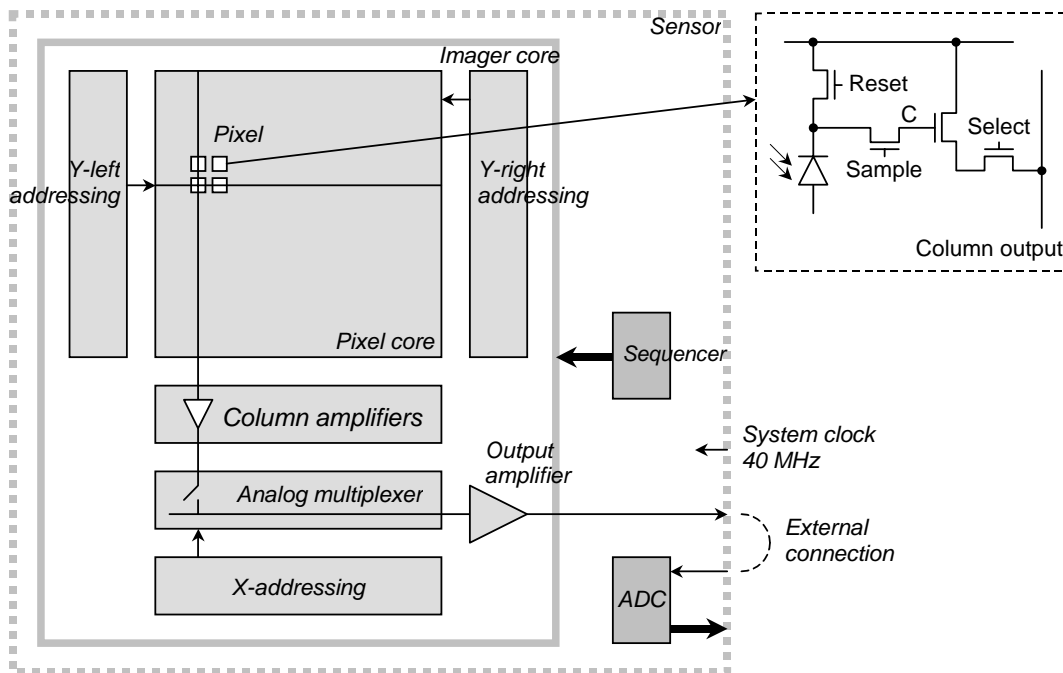 Sensor
Imager core
Reset
C
Select
Sample
Column output
Pixel
Y-left
addressing
Y-right
addressing
Pixel core
Sequencer
Column amplifiers
System clock
40 MHz
Output
amplifier
Analog multiplexer
External
connection
X-addressing
ADC